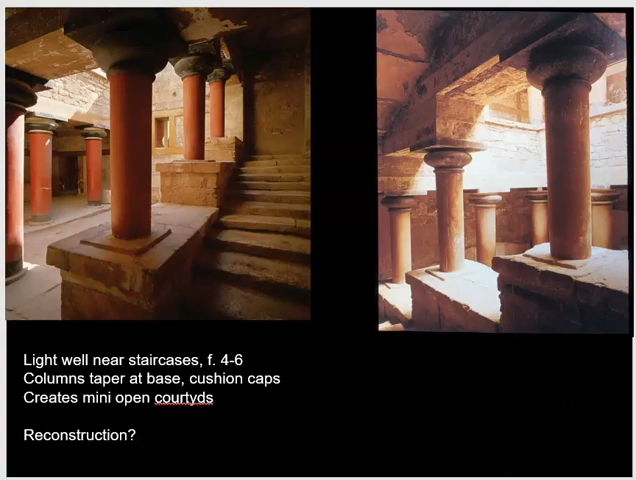 Light well near staircases, f. 4-6
Columns taper at base, cushion caps
Creates mini open courtyds
Reconstruction?